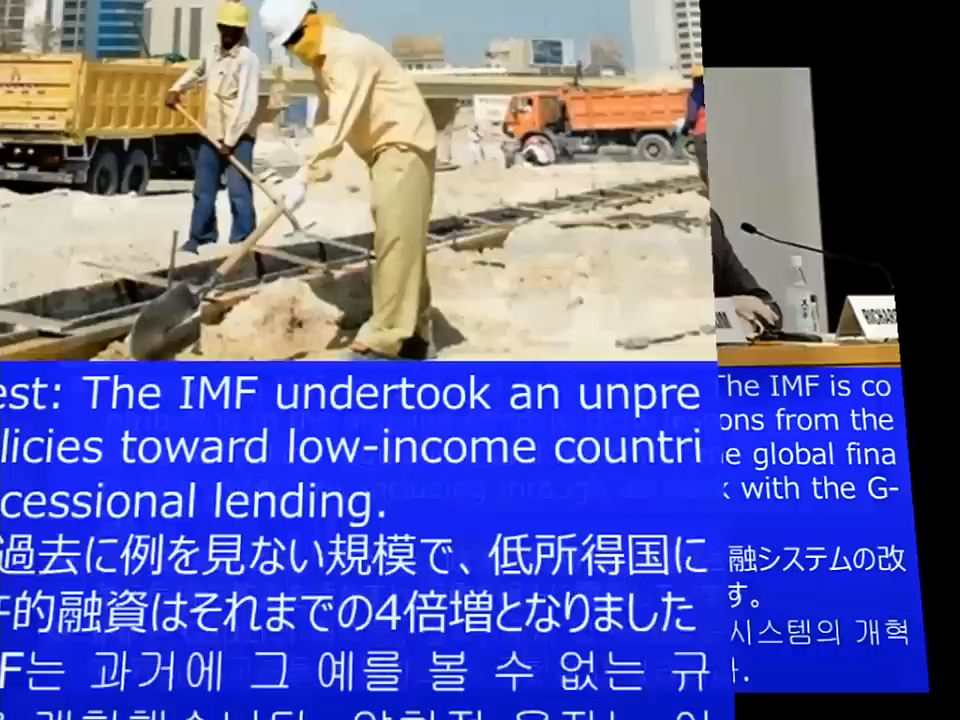 est: The IMF undertook an unpre
licies toward low-income countri
cessional lending.
過去に例を見ない規模で、低所得国に
的融資はそれまでの4倍増となりました
F는 과거에 그 예를 볼 수 없는 규
RICHAR
The IMF is co
ons from the
e global fina
k with the G-
融システムの改
す。
시스템의 개혁